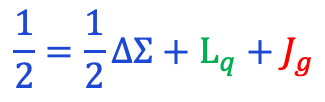 1/2 = 1/2 ΔΣ + L_q + J_g